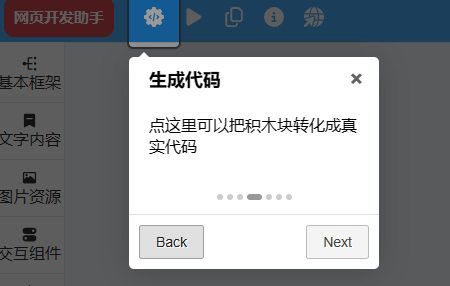 网页开发助手
基本框架
文字内容
图片资源
交互组件
生成代码
点这里可以把积木块转化成真
实代码
Back
Next